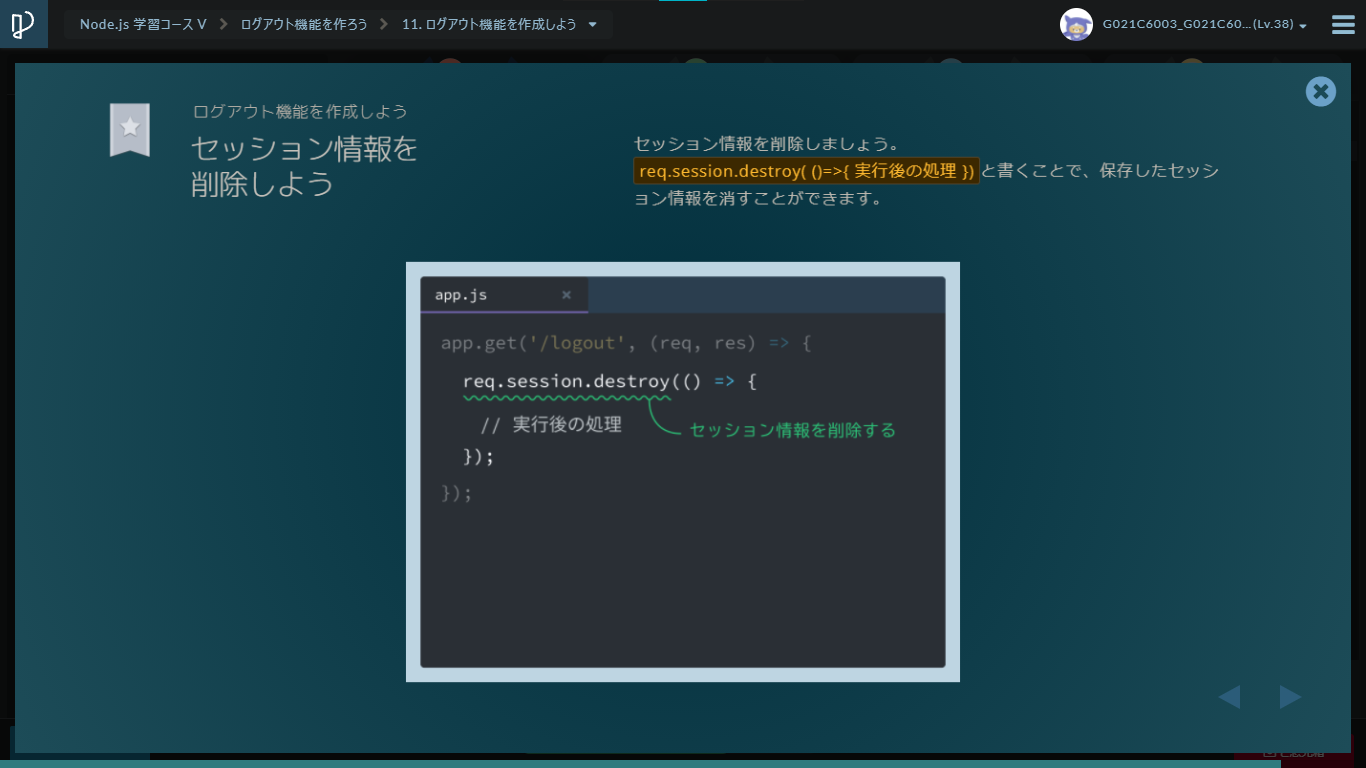 Node.js 学習コース V
ログアウト機能を作ろう
11. ログアウト機能を作成しよう
G021C6003_G021C60...(Lv.38)
ログアウト機能を作成しよう
セッション情報を
削除しよう
セッション情報を削除しましょう。
req.session.destroy( ()=>{ 実行後の処理 })と書くことで、保存したセッシ
ョン情報を消すことができます。
app.js
app.get('/logout', (req, res) => {
req.session.destroy(() => {
// 実行後の処理
セッション情報を削除する
});
});